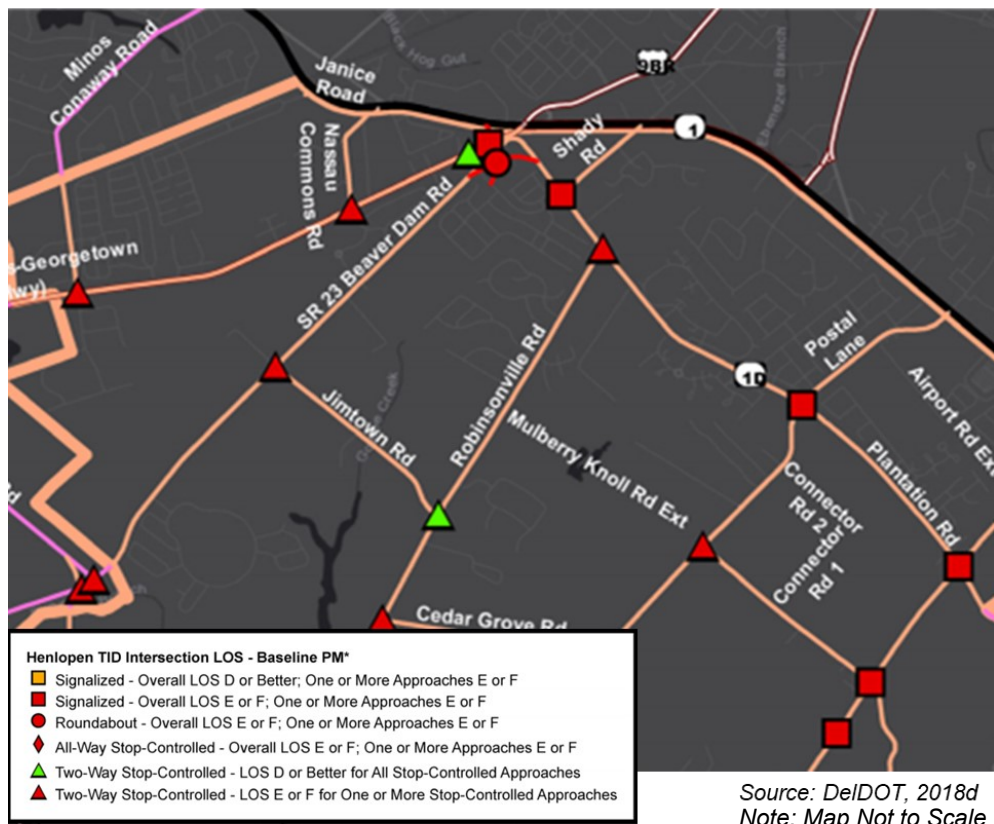 Minos
Conaway Road
Black Hog Gut
Janice
Road
9BR
Ebenezer Branch
1
Nassau
Commons Rd
Shady
Rd
SR 23 Beaver Dam Rd
s-Georgetown
wy)
Robinsonville Rd
Postal
Lane
1D
Airport Rd Ext
Jimtown Rd
Mulberry Knoll Rd Ext
Plantation Rd
Connector
Rd 2
Connector
Rd 1
Cedar Grove Rd
Henlopen TID Intersection LOS - Baseline PM*
Signalized - Overall LOS D or Better; One or More Approaches E or F
Signalized - Overall LOS E or F; One or More Approaches E or F
Roundabout - Overall LOS E or F; One or More Approaches E or F
All-Way Stop-Controlled - Overall LOS E or F; One or More Approaches E or F
Two-Way Stop-Controlled - LOS D or Better for All Stop-Controlled Approaches
Two-Way Stop-Controlled - LOS E or F for One or More Stop-Controlled Approaches
Source: DelDOT, 2018d
Note: Map Not to Scale